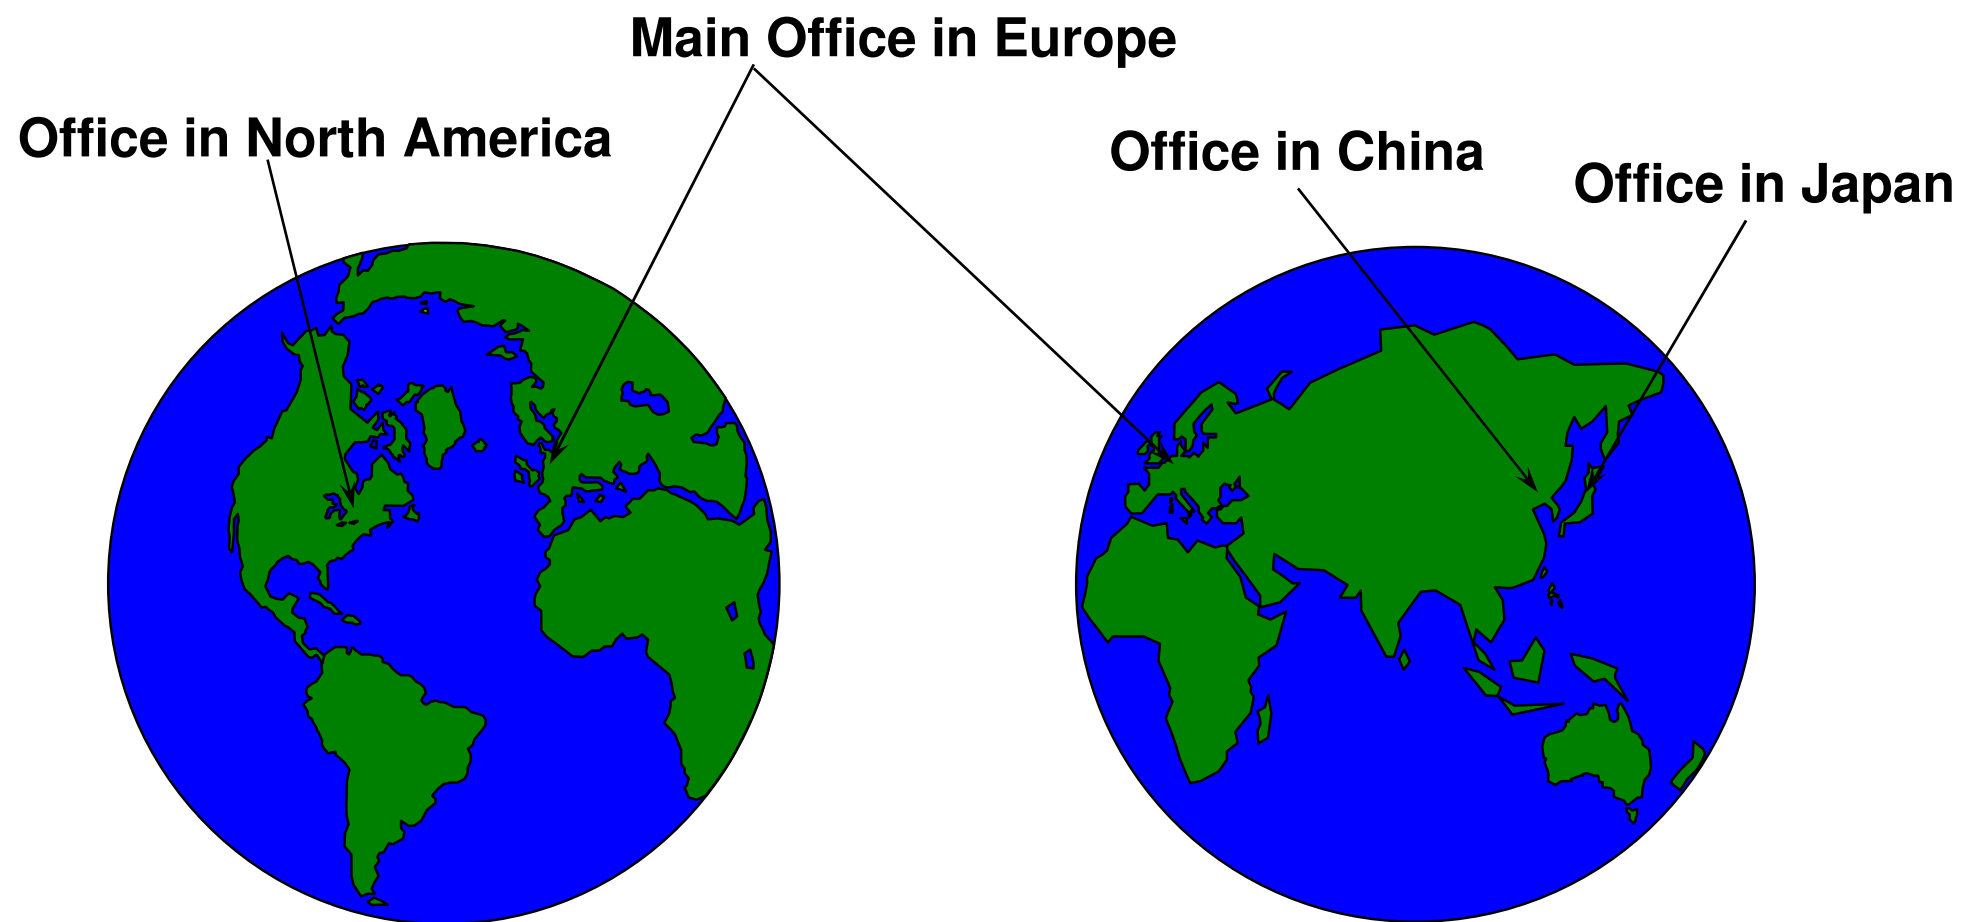 Main Office in Europe
Office in North America
Office in China
Office in Japan